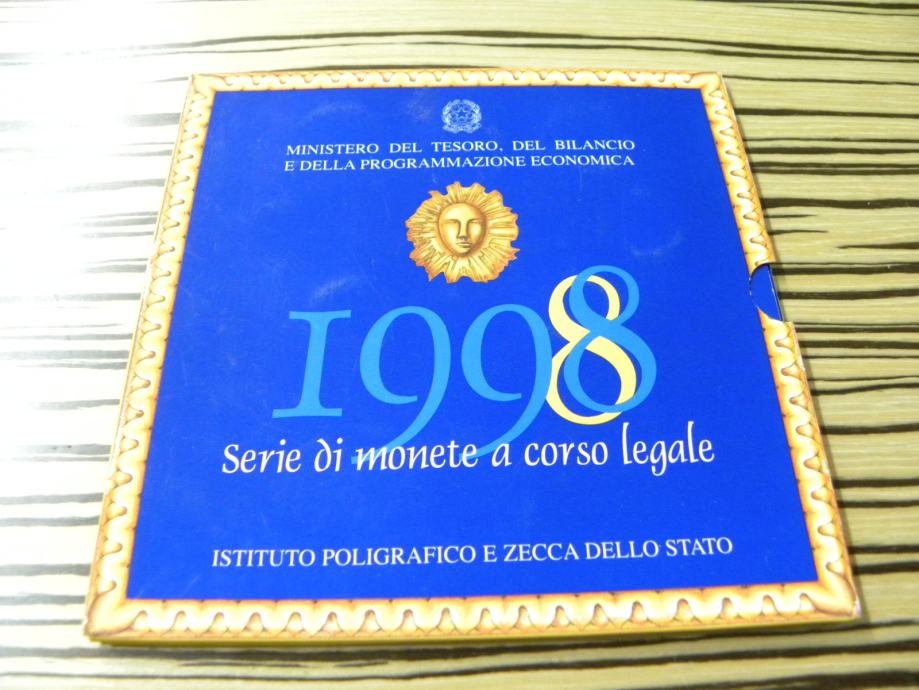 MINISTERO DEL TESORO, DEL BILANCIO
E DELLA PROGRAMMAZIONE ECONOMICA
1998
Serie di monete a corso legale
ISTITUTO POLIGRAFICO E ZECCA DELLO STATO